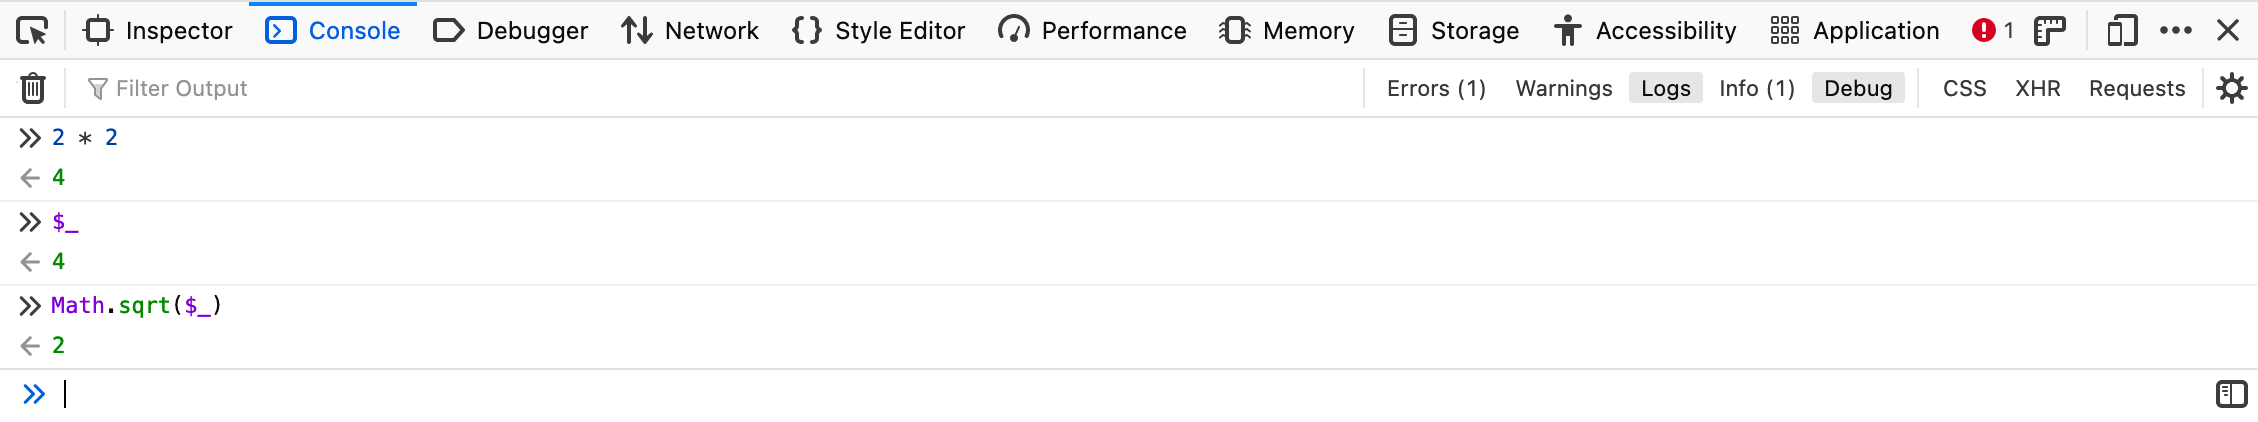 Inspector Console Debugger Network Style Editor Performance Memory Storage Accessibility Application 1
Filter Output Errors (1) Warnings Logs Info (1) Debug CSS XHR Requests
2 * 2
4
$_
4
Math.sqrt($_)
2